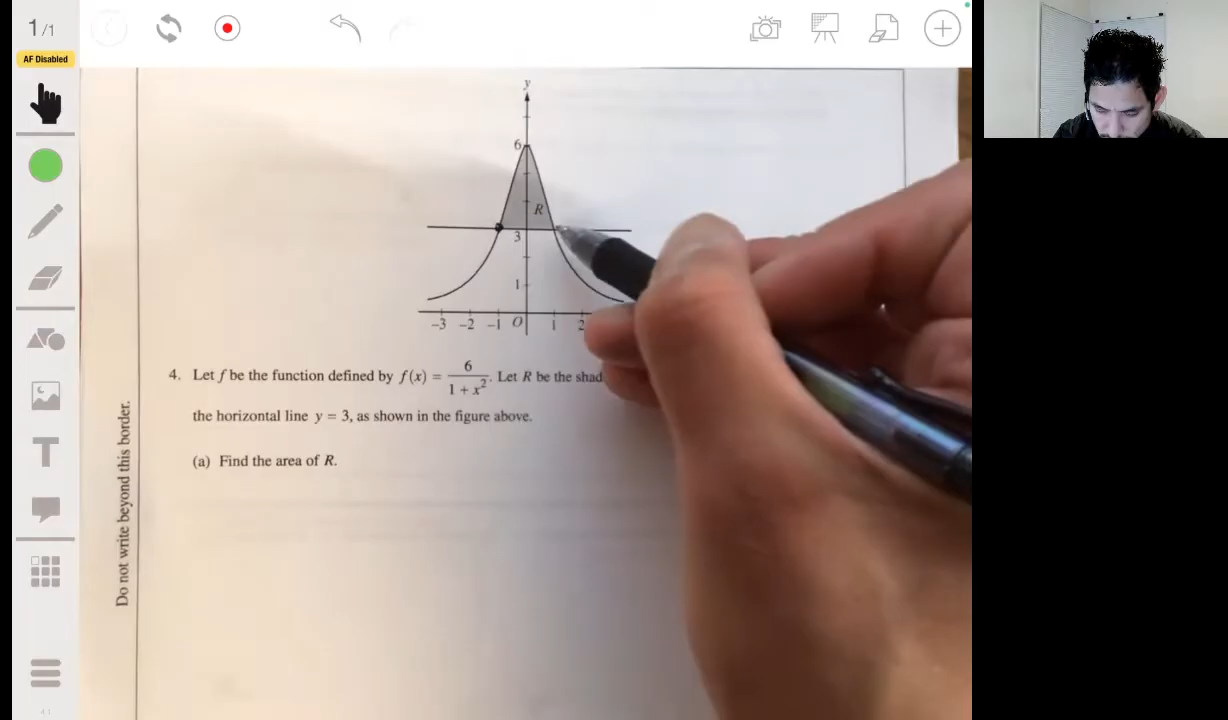 1/1
AF Disabled
y
6
R
3
1
-3 -2 -1 O 1 2
4. Let f be the function defined by f(x) = 6/(1 + x²). Let R be the shad
the horizontal line y = 3, as shown in the figure above.
(a) Find the area of R.
Do not write beyond this border.
T